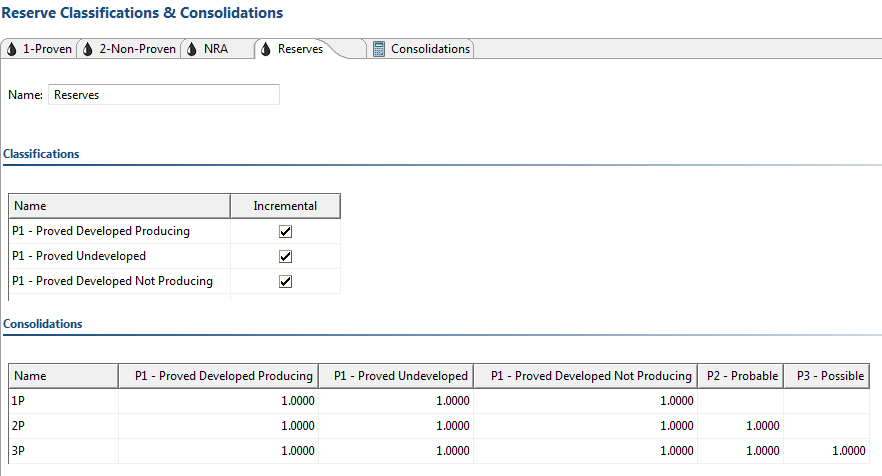 Reserve Classifications & Consolidations
1-Proven 2-Non-Proven NRA Reserves Consolidations
Name: Reserves
Classifications
Name Incremental
P1 - Proved Developed Producing
P1 - Proved Undeveloped
P1 - Proved Developed Not Producing
Consolidations
Name P1 - Proved Developed Producing P1 - Proved Undeveloped P1 - Proved Developed Not Producing P2 - Probable P3 - Possible
1P 1.0000 1.0000 1.0000
2P 1.0000 1.0000 1.0000 1.0000
3P 1.0000 1.0000 1.0000 1.0000 1.0000